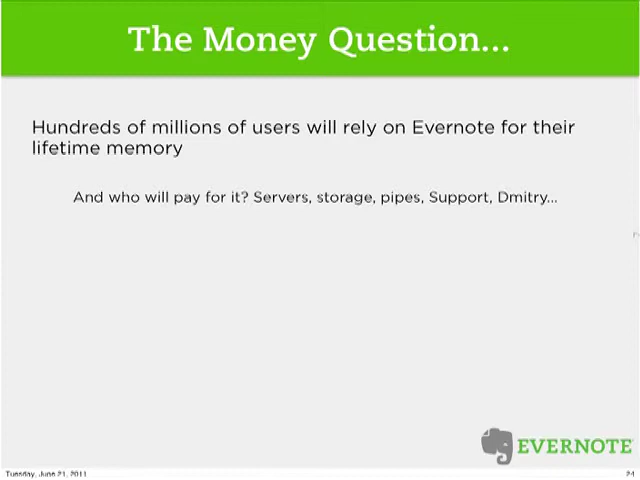 The Money Question...
Hundreds of millions of users will rely on Evernote for their
lifetime memory
And who will pay for it? Servers, storage, pipes, Support, Dmitry...
EVERNOTE
Tuesday, June 21, 2011
24